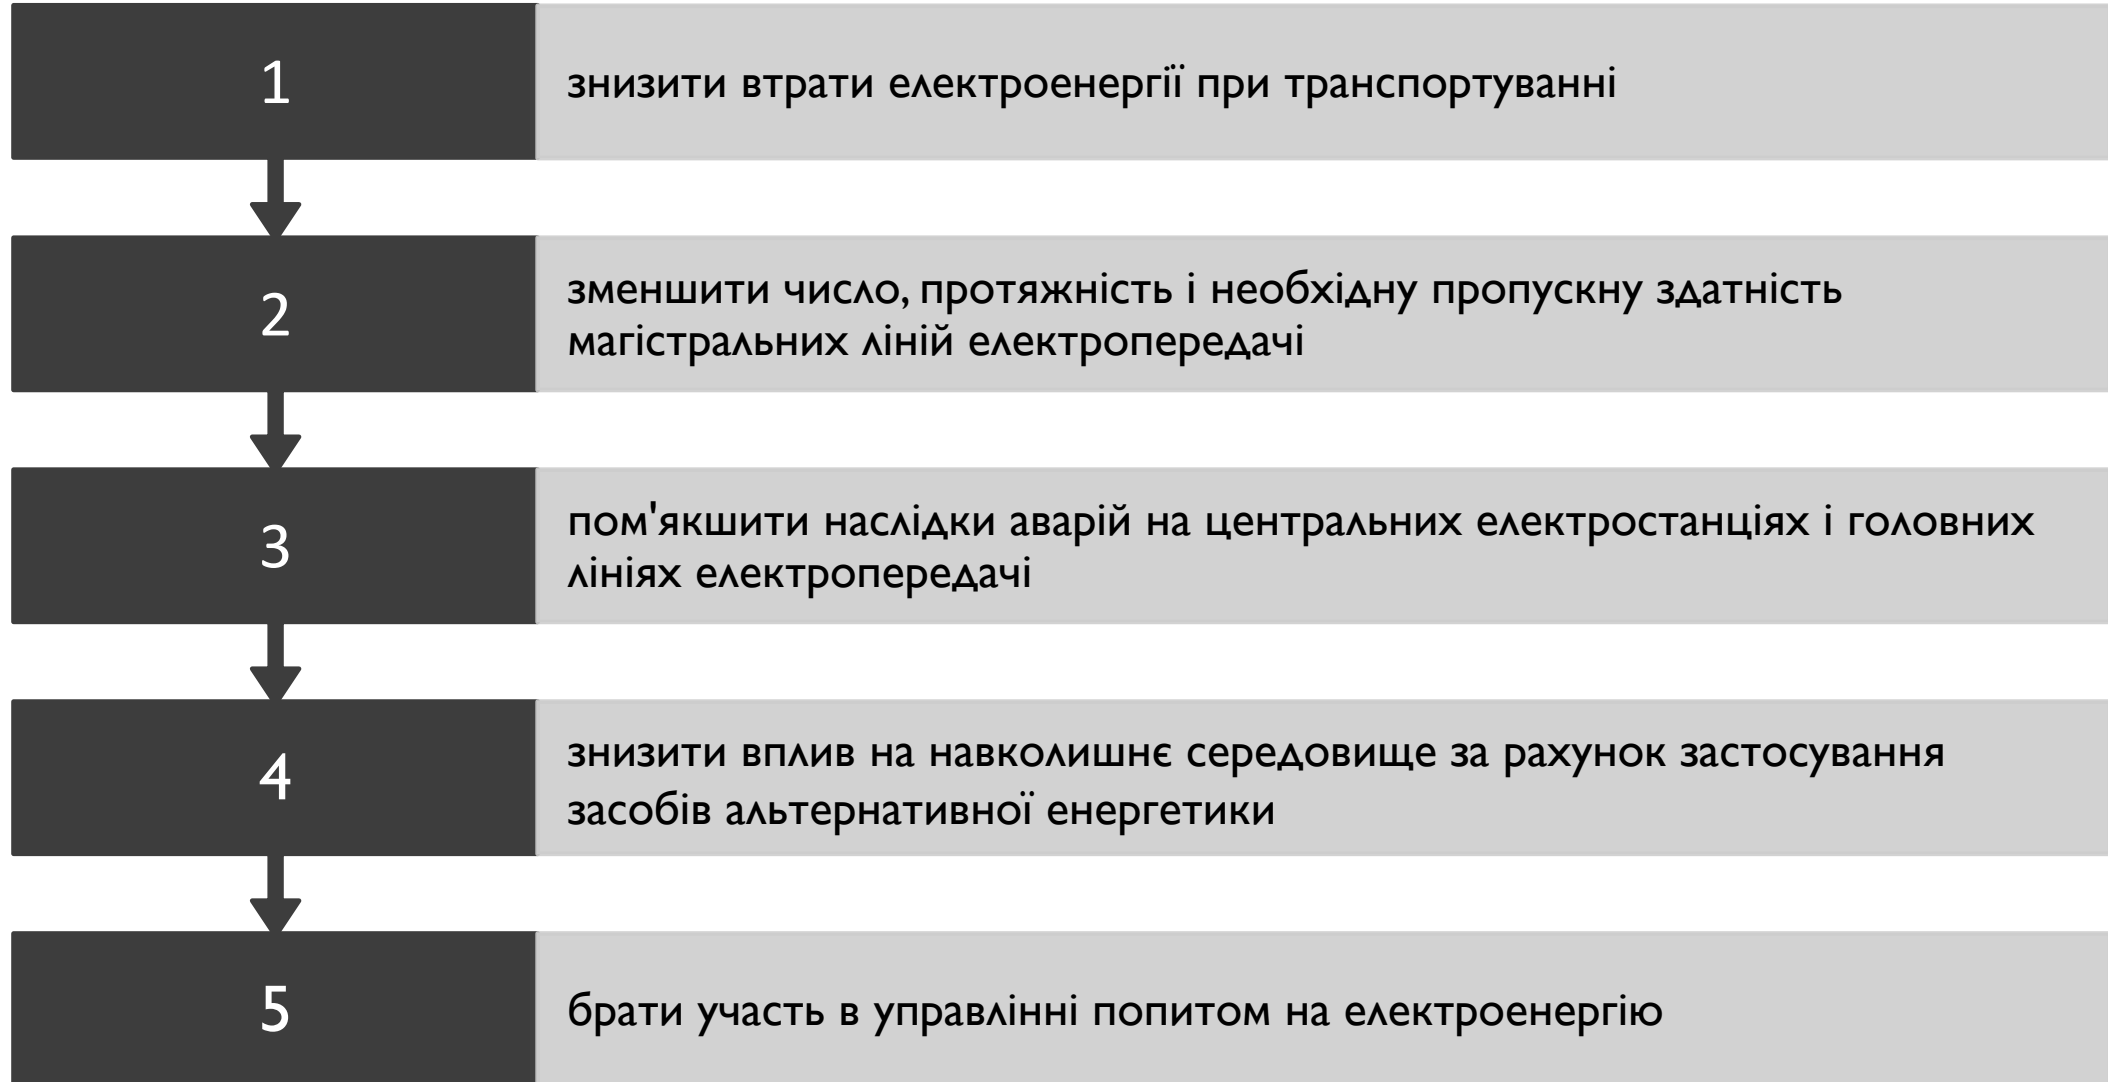 1
знизити втрати електроенергії при транспортуванні
2
зменшити число, протяжність і необхідну пропускну здатність
магістральних ліній електропередачі
3
пом'якшити наслідки аварій на центральних електростанціях і головних
лініях електропередачі
4
знизити вплив на навколишнє середовище за рахунок застосування
засобів альтернативної енергетики
5
брати участь в управлінні попитом на електроенергію